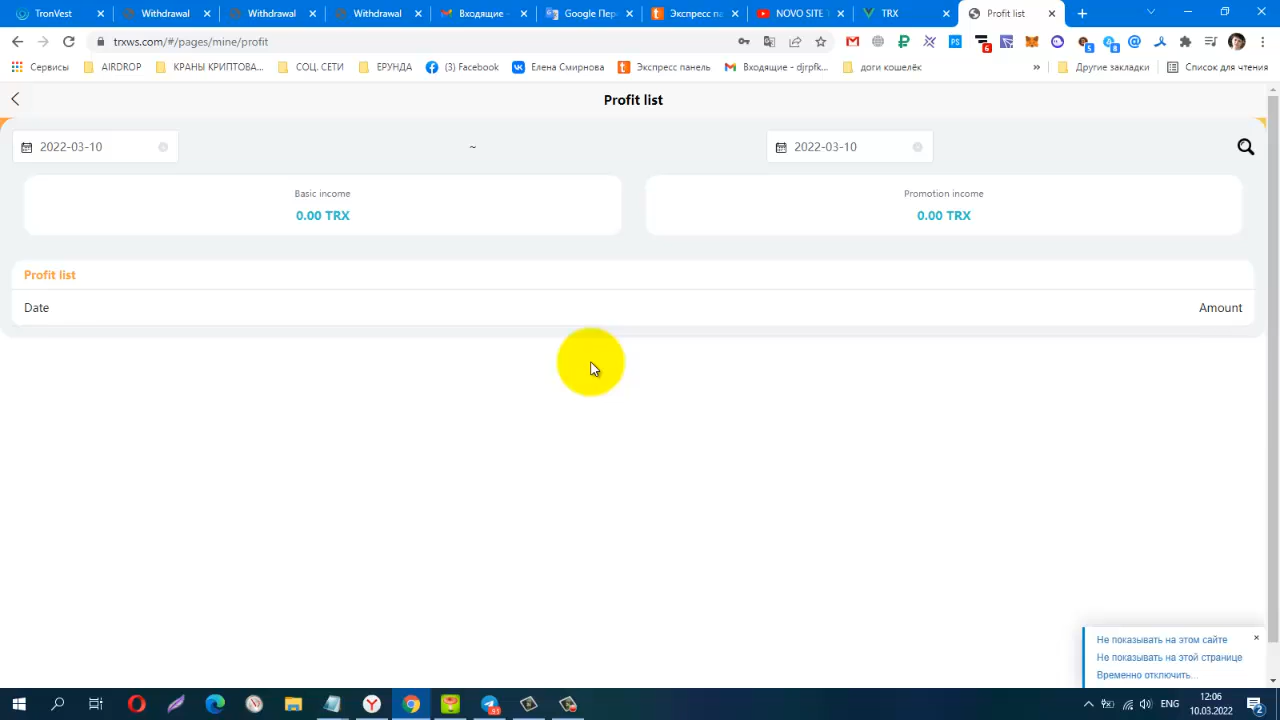 TronVest
Withdrawal
Withdrawal
Withdrawal
Входящие -
Google Пер
Экспресс па
NOVO SITE T
TRX
Profit list
trxws.com/#/pages/mine/profit
Сервисы
AIRDROP
КРАНЫ КРИПТОВА...
СОЦ. СЕТИ
ЕРУНДА
(3) Facebook
Елена Смирнова
Экспресс панель
Входящие – djrpfk...
доги кошелёк
»
Другие закладки
Список для чтения
Profit list
2022-03-10
~
2022-03-10
Basic income
0.00 TRX
Promotion income
0.00 TRX
Profit list
Date
Amount
Не показывать на этом сайте
Не показывать на этой странице
Временно отключить...
12:06
ENG
10.03.2022